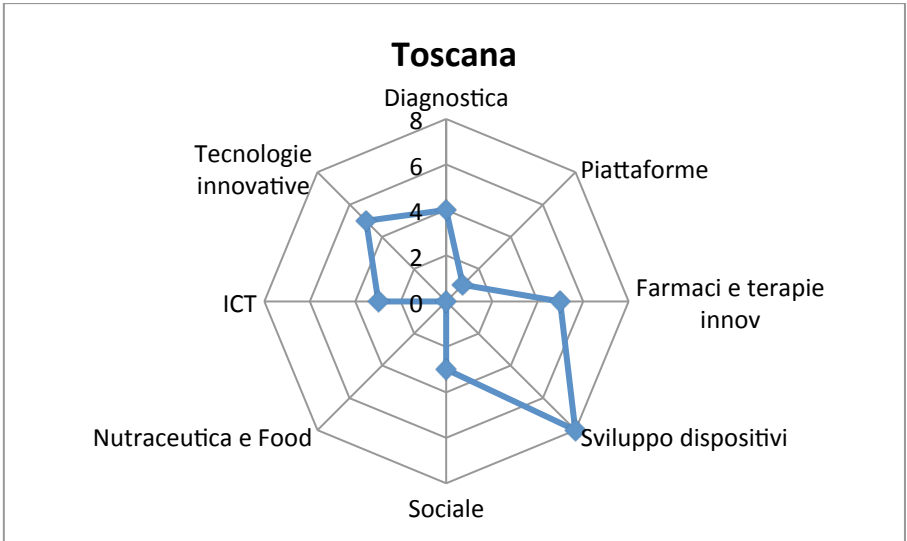 Toscana
Diagnostica
8
6
4
2
0
Piattaforme
Farmaci e terapie
innov
Sviluppo dispositivi
Sociale
Nutraceutica e Food
ICT
Tecnologie
innovative